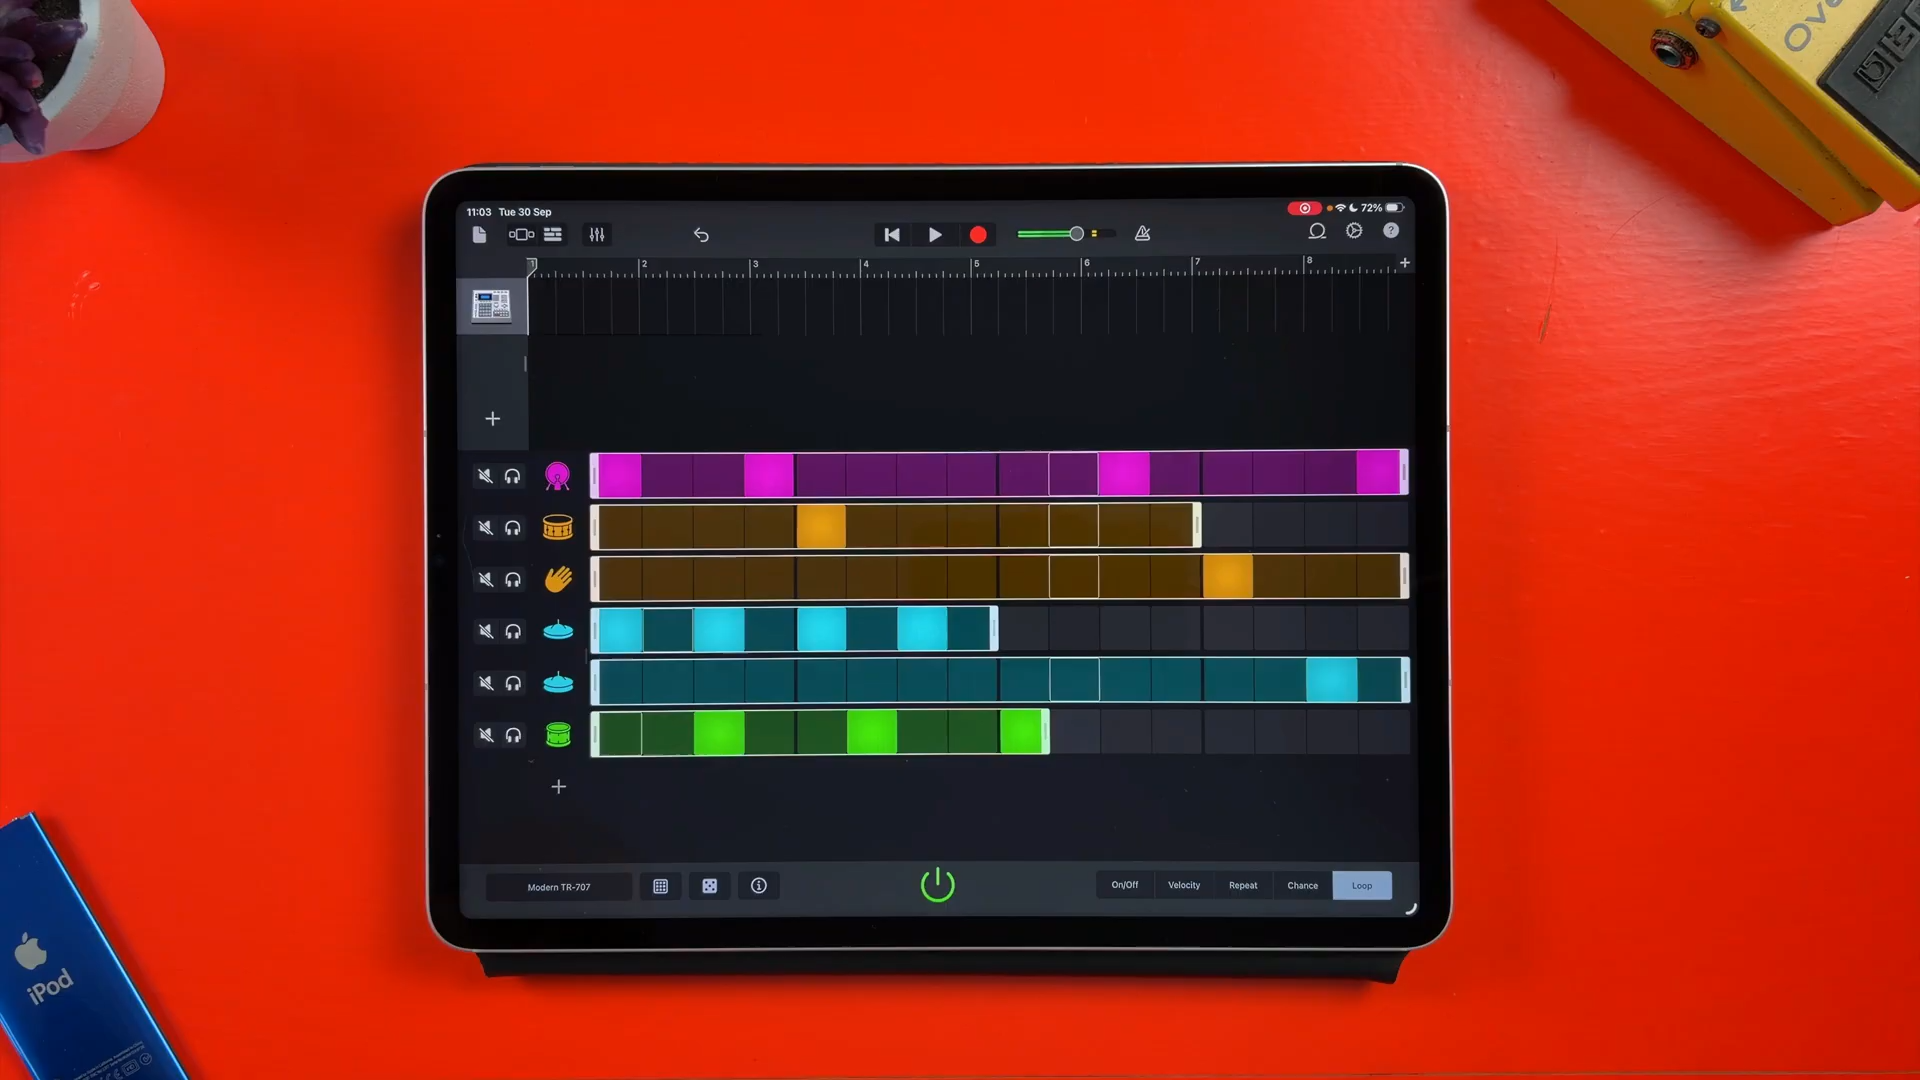 11:03 Tue 30 Sep
72%
1 2 3 4 5 6 7 8
Modern TR-707
On/Off Velocity Repeat Chance Loop
iPod